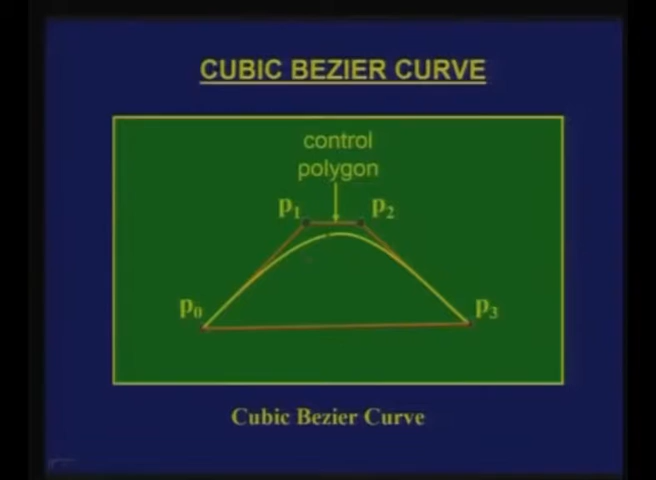 CUBIC BEZIER CURVE
control
polygon
p1 p2
p0 p3
Cubic Bezier Curve